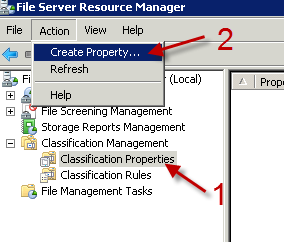 File Server Resource Manager
File Action View Help
Create Property...
2
Refresh
Help
Fi (Local)
Prope
File Screening Management
Storage Reports Management
Classification Management
Classification Properties
Classification Rules
1
File Management Tasks